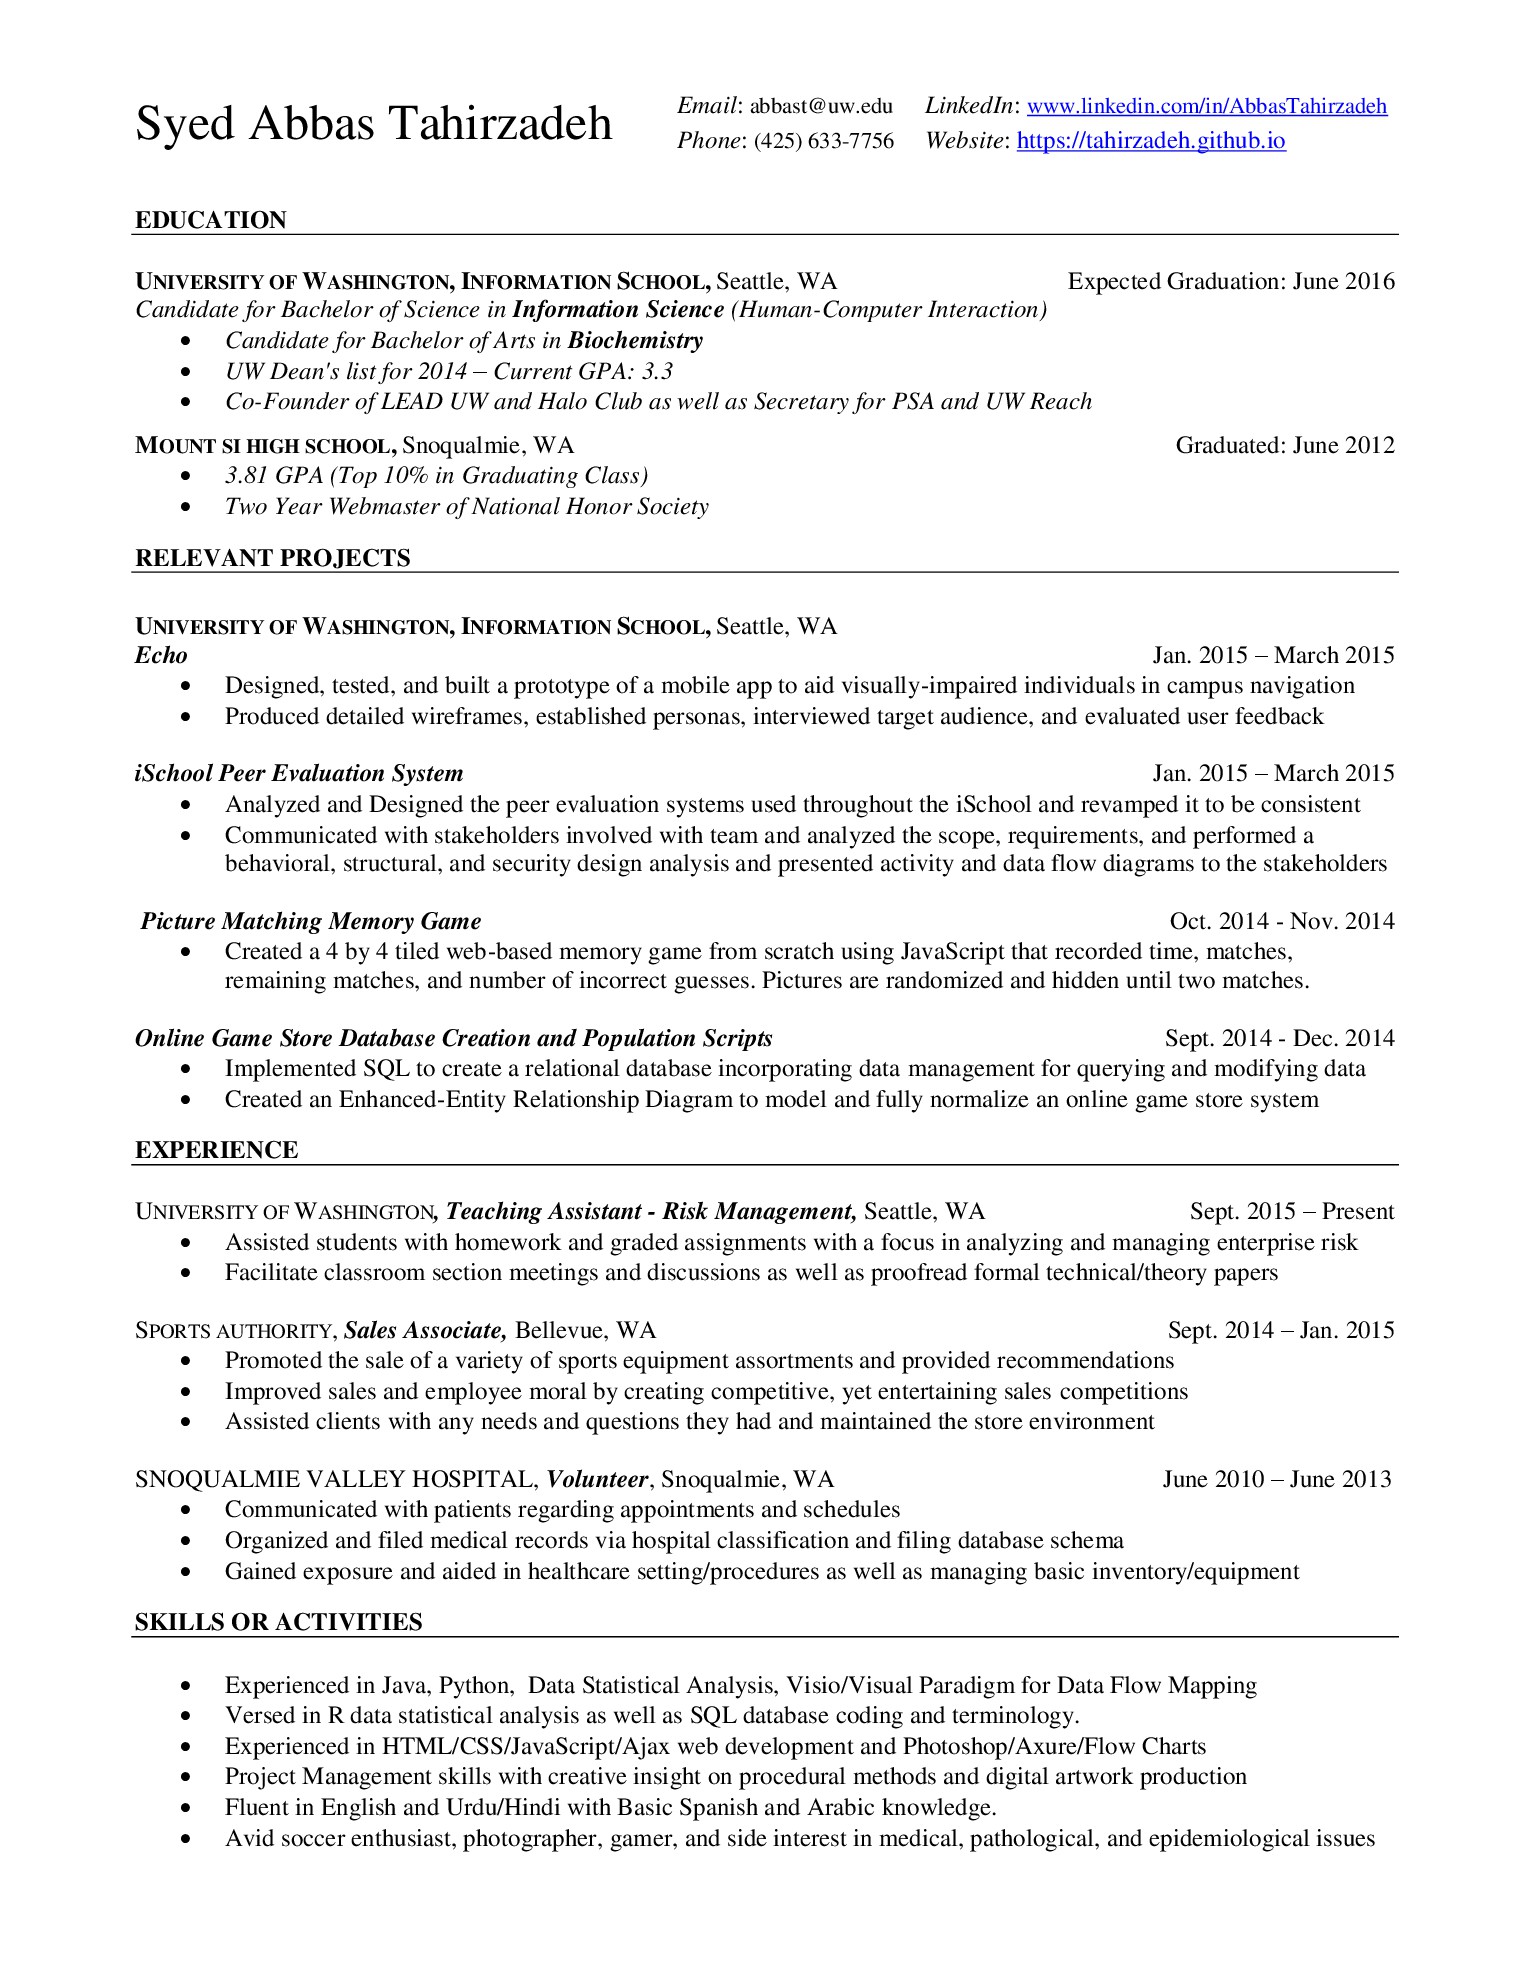 Syed Abbas Tahirzadeh
Email: abbast@uw.edu LinkedIn: www.linkedin.com/in/AbbasTahirzadeh
Phone: (425) 633-7756 Website: https://tahirzadeh.github.io
EDUCATION
UNIVERSITY OF WASHINGTON, INFORMATION SCHOOL, Seattle, WA Expected Graduation: June 2016
Candidate for Bachelor of Science in Information Science (Human-Computer Interaction)
• Candidate for Bachelor of Arts in Biochemistry
• UW Dean's list for 2014 – Current GPA: 3.3
• Co-Founder of LEAD UW and Halo Club as well as Secretary for PSA and UW Reach
MOUNT SI HIGH SCHOOL, Snoqualmie, WA Graduated: June 2012
• 3.81 GPA (Top 10% in Graduating Class)
• Two Year Webmaster of National Honor Society
RELEVANT PROJECTS
UNIVERSITY OF WASHINGTON, INFORMATION SCHOOL, Seattle, WA
Echo Jan. 2015 – March 2015
• Designed, tested, and built a prototype of a mobile app to aid visually-impaired individuals in campus navigation
• Produced detailed wireframes, established personas, interviewed target audience, and evaluated user feedback
iSchool Peer Evaluation System Jan. 2015 – March 2015
• Analyzed and Designed the peer evaluation systems used throughout the iSchool and revamped it to be consistent
• Communicated with stakeholders involved with team and analyzed the scope, requirements, and performed a
behavioral, structural, and security design analysis and presented activity and data flow diagrams to the stakeholders
Picture Matching Memory Game Oct. 2014 - Nov. 2014
• Created a 4 by 4 tiled web-based memory game from scratch using JavaScript that recorded time, matches,
remaining matches, and number of incorrect guesses. Pictures are randomized and hidden until two matches.
Online Game Store Database Creation and Population Scripts Sept. 2014 - Dec. 2014
• Implemented SQL to create a relational database incorporating data management for querying and modifying data
• Created an Enhanced-Entity Relationship Diagram to model and fully normalize an online game store system
EXPERIENCE
UNIVERSITY OF WASHINGTON, Teaching Assistant - Risk Management, Seattle, WA Sept. 2015 – Present
• Assisted students with homework and graded assignments with a focus in analyzing and managing enterprise risk
• Facilitate classroom section meetings and discussions as well as proofread formal technical/theory papers
SPORTS AUTHORITY, Sales Associate, Bellevue, WA Sept. 2014 – Jan. 2015
• Promoted the sale of a variety of sports equipment assortments and provided recommendations
• Improved sales and employee moral by creating competitive, yet entertaining sales competitions
• Assisted clients with any needs and questions they had and maintained the store environment
SNOQUALMIE VALLEY HOSPITAL, Volunteer, Snoqualmie, WA June 2010 – June 2013
• Communicated with patients regarding appointments and schedules
• Organized and filed medical records via hospital classification and filing database schema
• Gained exposure and aided in healthcare setting/procedures as well as managing basic inventory/equipment
SKILLS OR ACTIVITIES
• Experienced in Java, Python, Data Statistical Analysis, Visio/Visual Paradigm for Data Flow Mapping
• Versed in R data statistical analysis as well as SQL database coding and terminology.
• Experienced in HTML/CSS/JavaScript/Ajax web development and Photoshop/Axure/Flow Charts
• Project Management skills with creative insight on procedural methods and digital artwork production
• Fluent in English and Urdu/Hindi with Basic Spanish and Arabic knowledge.
• Avid soccer enthusiast, photographer, gamer, and side interest in medical, pathological, and epidemiological issues